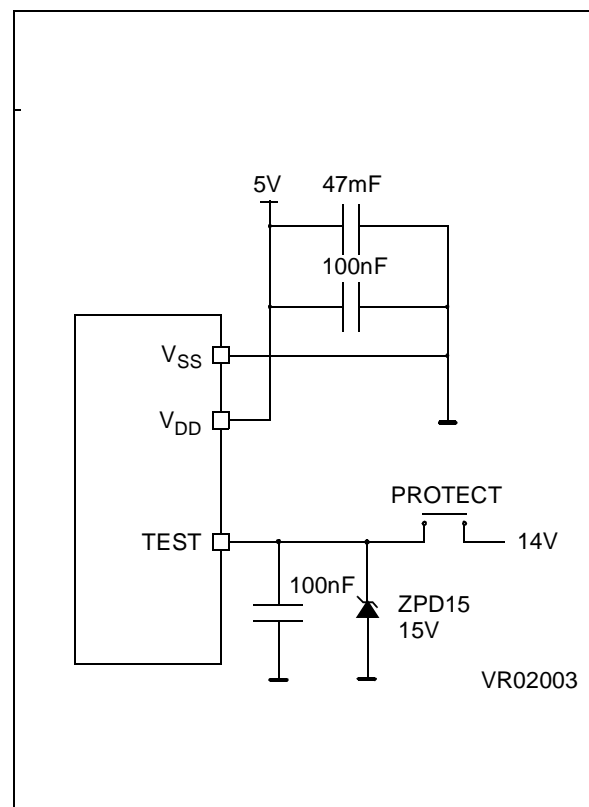 5V 47mF
100nF
VSS
VDD
PROTECT
TEST 14V
100nF ZPD15
15V
VR02003